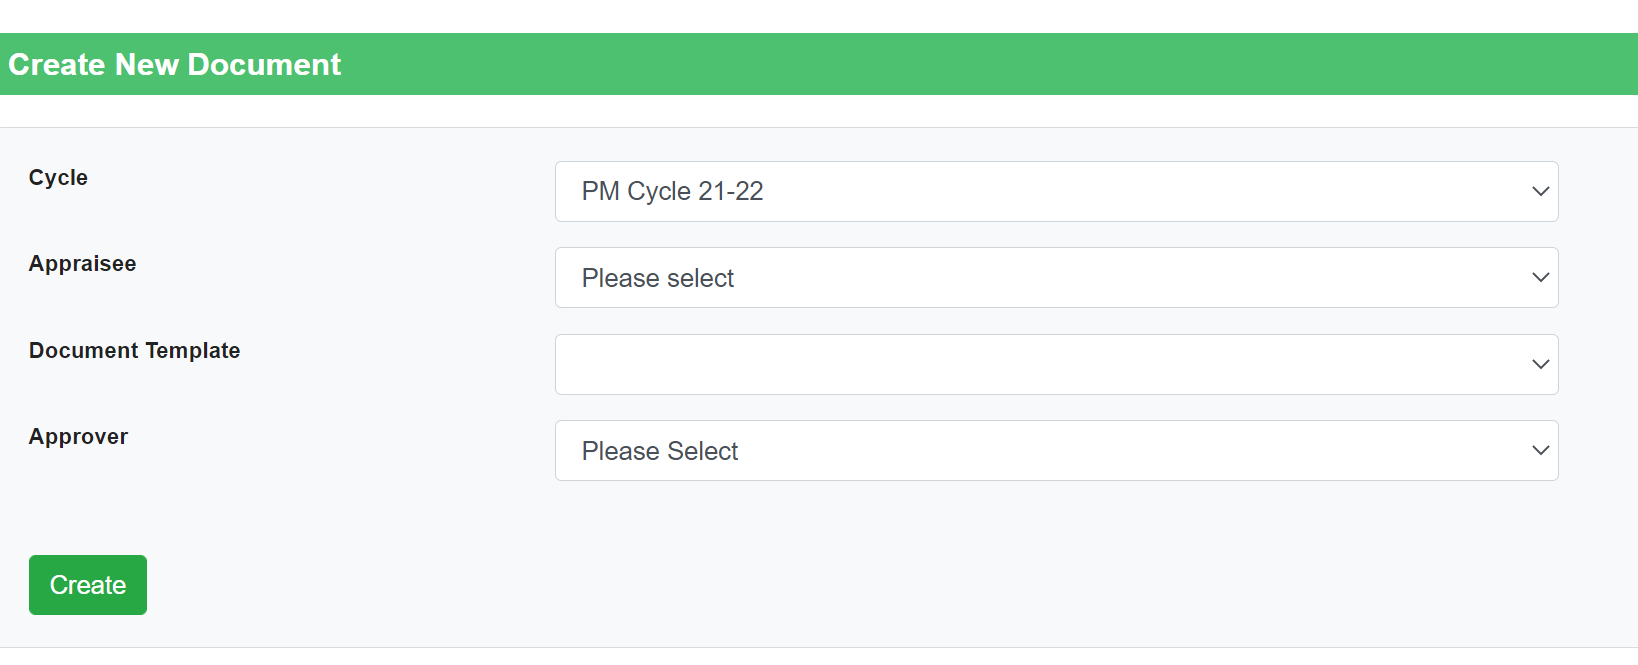 Create New Document
Cycle
PM Cycle 21-22
Appraisee
Please select
Document Template
Approver
Please Select
Create